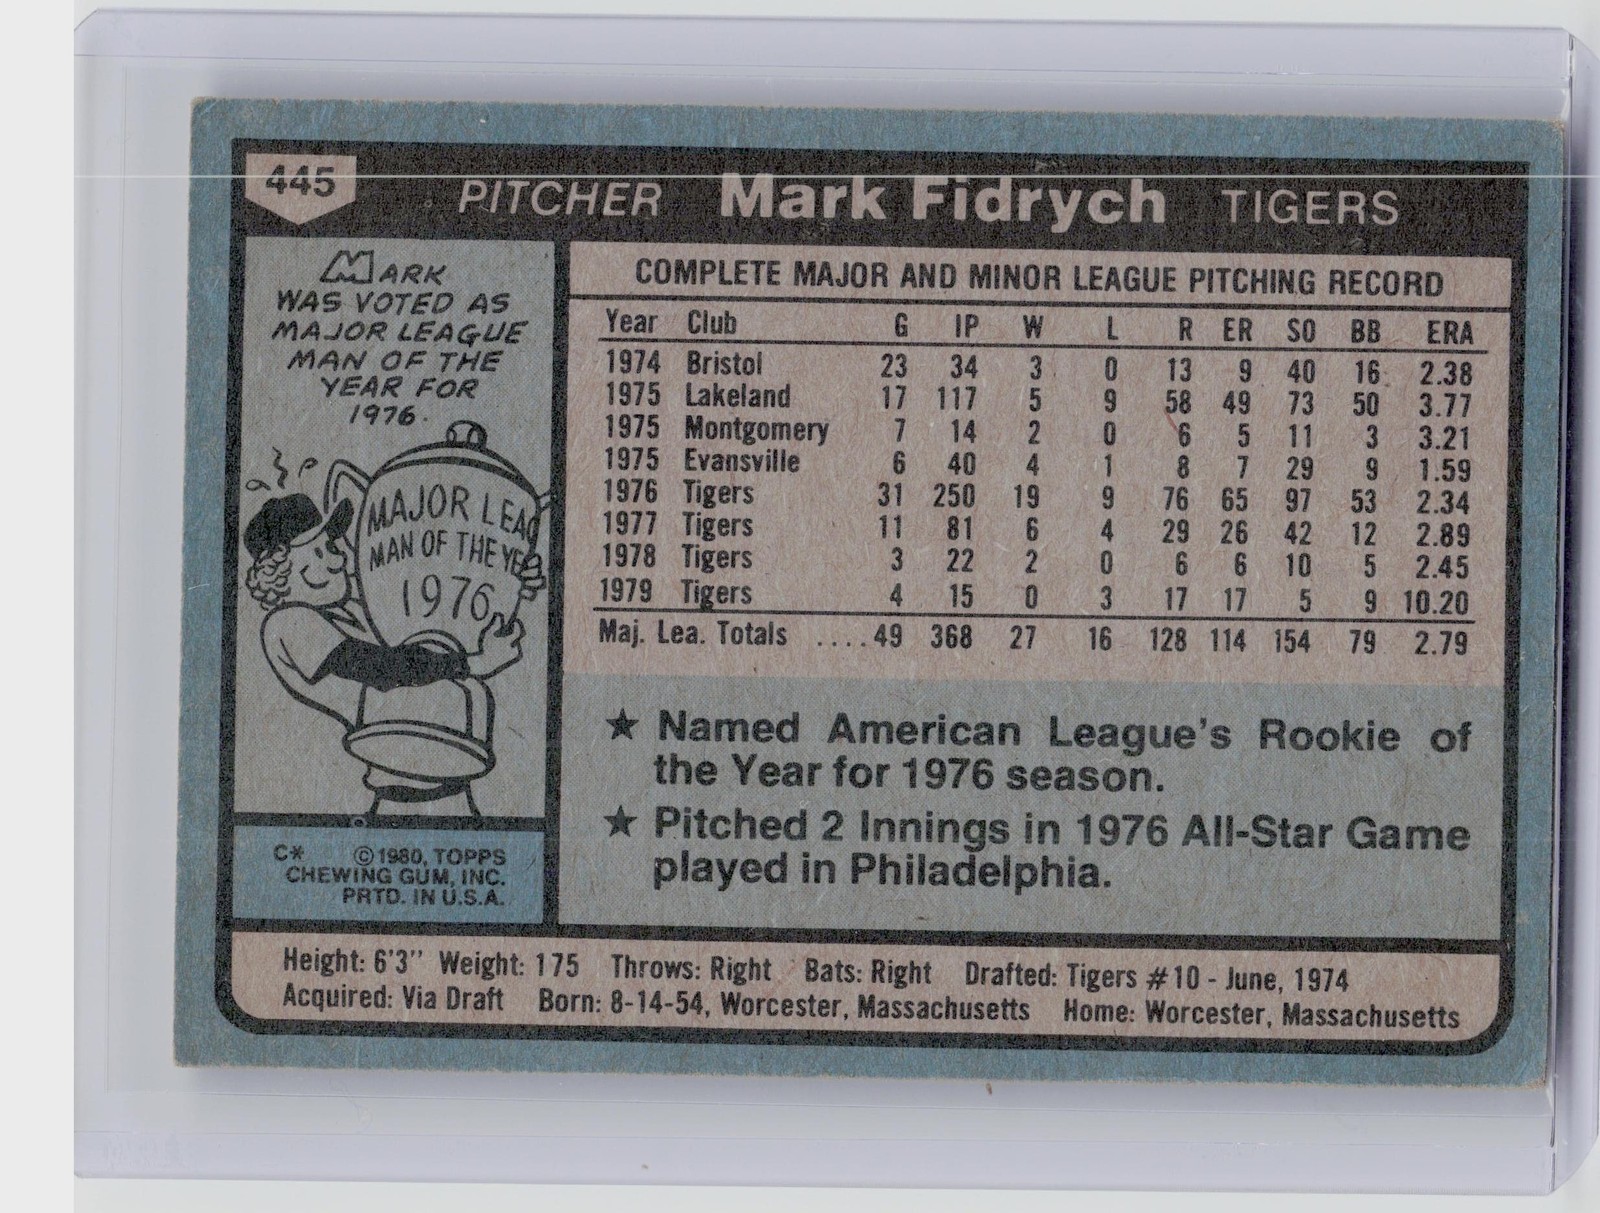 445 PITCHER Mark Fidrych TIGERS
MARK
WAS VOTED AS
MAJOR LEAGUE
MAN OF THE
YEAR FOR
1976.
MAJOR LEAG
MAN OF THE YE
1976
C* ©1980, TOPPS
CHEWING GUM, INC.
PRTD. IN U.S.A.
COMPLETE MAJOR AND MINOR LEAGUE PITCHING RECORD
Year Club G IP W L R ER SO BB ERA
1974 Bristol 23 34 3 0 13 9 40 16 2.38
1975 Lakeland 17 117 5 9 58 49 73 50 3.77
1975 Montgomery 7 14 2 0 6 5 11 3 3.21
1975 Evansville 6 40 4 1 8 7 29 9 1.59
1976 Tigers 31 250 19 9 76 65 97 53 2.34
1977 Tigers 11 81 6 4 29 26 42 12 2.89
1978 Tigers 3 22 2 0 6 6 10 5 2.45
1979 Tigers 4 15 0 3 17 17 5 9 10.20
Maj. Lea. Totals ....49 368 27 16 128 114 154 79 2.79
★ Named American League's Rookie of
the Year for 1976 season.
★ Pitched 2 Innings in 1976 All-Star Game
played in Philadelphia.
Height: 6'3" Weight: 175 Throws: Right Bats: Right Drafted: Tigers #10 - June, 1974
Acquired: Via Draft Born: 8-14-54, Worcester, Massachusetts Home: Worcester, Massachusetts